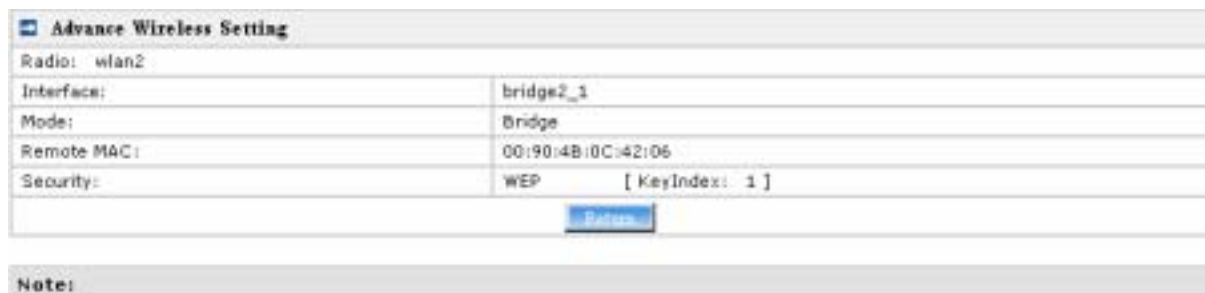 Advance Wireless Setting
Radio: wlan2
Interface: bridge2_1
Mode: Bridge
Remote MAC: 00:90:4B:0C:42:06
Security: WEP [ KeyIndex: 1 ]
Return
Note: